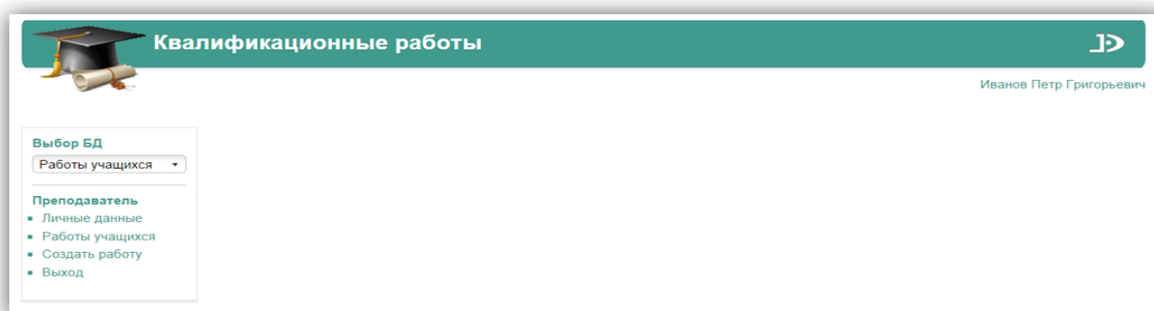 Квалификационные работы
Иванов Петр Григорьевич
Выбор БД
Работы учащихся
Преподаватель
Личные данные
Работы учащихся
Создать работу
Выход